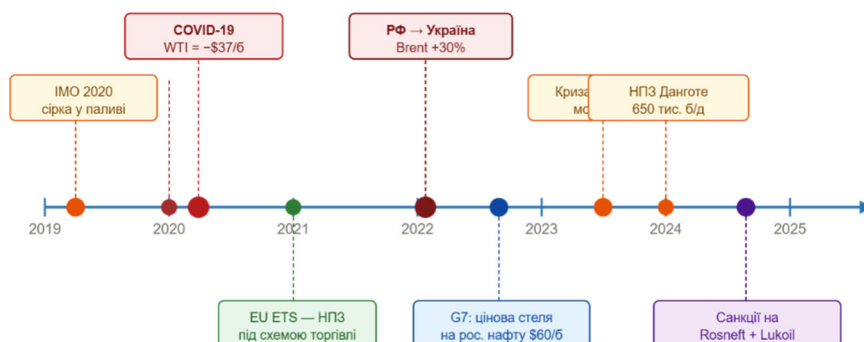 COVID-19
WTI = −$37/б
РФ → Україна
Brent +30%
IMO 2020
сірка у паливі
Криза
НПЗ Данготе
650 тис. б/д
2019
2020
2021
2022
2023
2024
2025
EU ETS — НПЗ
під схемою торгівлі
G7: цінова стеля
на рос. нафту $60/б
Санкції на
Rosneft + Lukoil